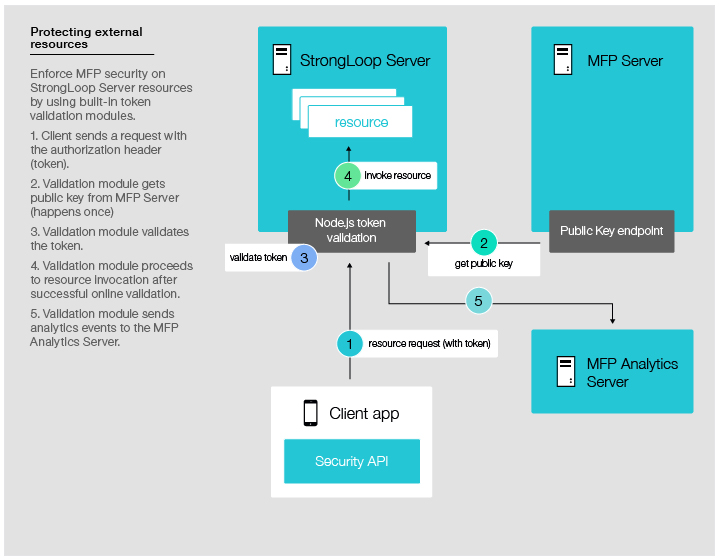 Protecting external
resources
Enforce MFP security on
StrongLoop Server resources
by using built-in token
validation modules.
1. Client sends a request with
the authorization header
(token).
2. Validation module gets
public key from MFP Server
(happens once)
3. Validation module validates
the token.
4. Validation module proceeds
to resource invocation after
successful online validation.
5. Validation module sends
analytics events to the MFP
Analytics Server.
StrongLoop Server
resource
4
Invoke resource
Node.js token
validation
validate token
3
MFP Server
Public Key endpoint
2
get public key
5
1
resource request (with token)
MFP Analytics
Server
Client app
Security API